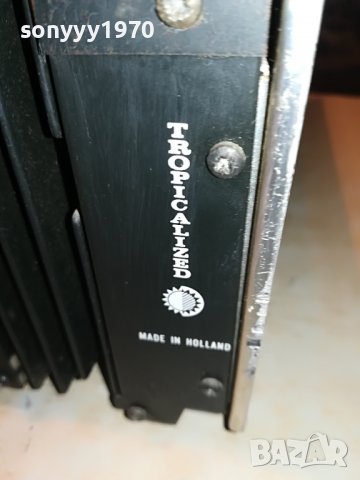 sonyyy1970
TROPICALIZED
MADE IN HOLLAND
BAZAR